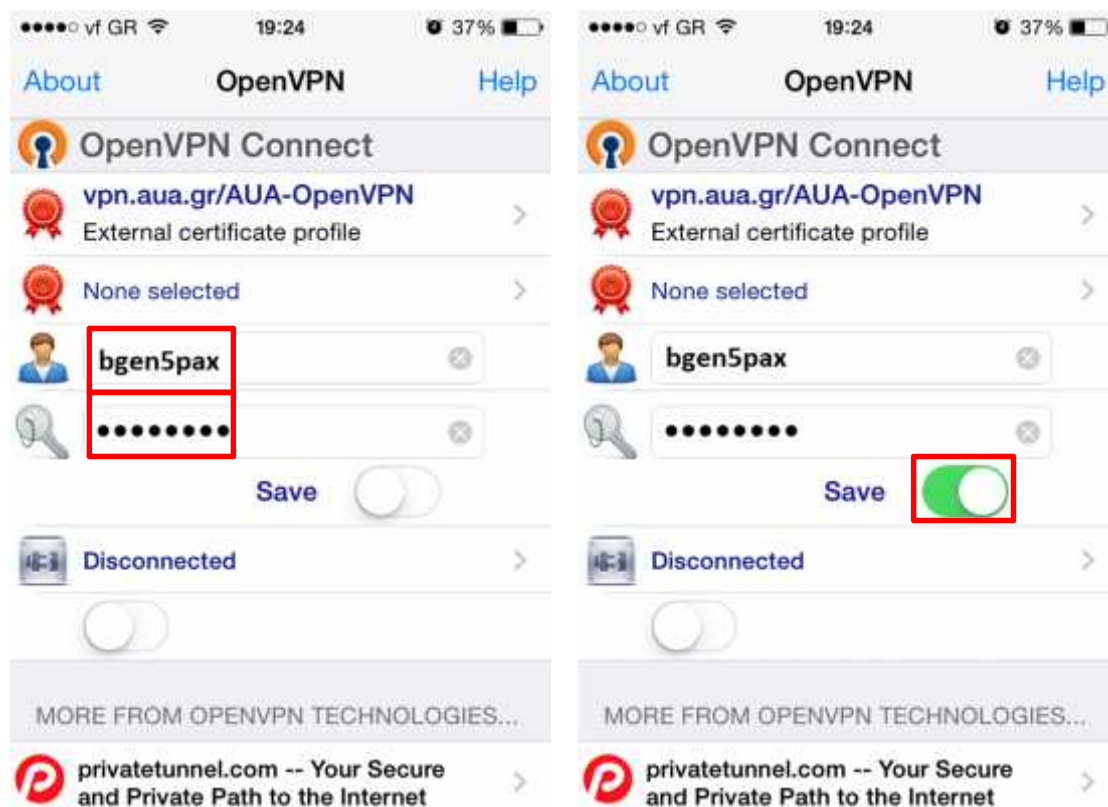 vf GR 19:24 37%
About OpenVPN Help
OpenVPN Connect
vpn.aua.gr/AUA-OpenVPN
External certificate profile
None selected
bgen5pax
••••••••
Save
Disconnected
MORE FROM OPENVPN TECHNOLOGIES...
privatetunnel.com -- Your Secure
and Private Path to the Internet
vf GR 19:24 37%
About OpenVPN Help
OpenVPN Connect
vpn.aua.gr/AUA-OpenVPN
External certificate profile
None selected
bgen5pax
••••••••
Save
Disconnected
MORE FROM OPENVPN TECHNOLOGIES...
privatetunnel.com -- Your Secure
and Private Path to the Internet